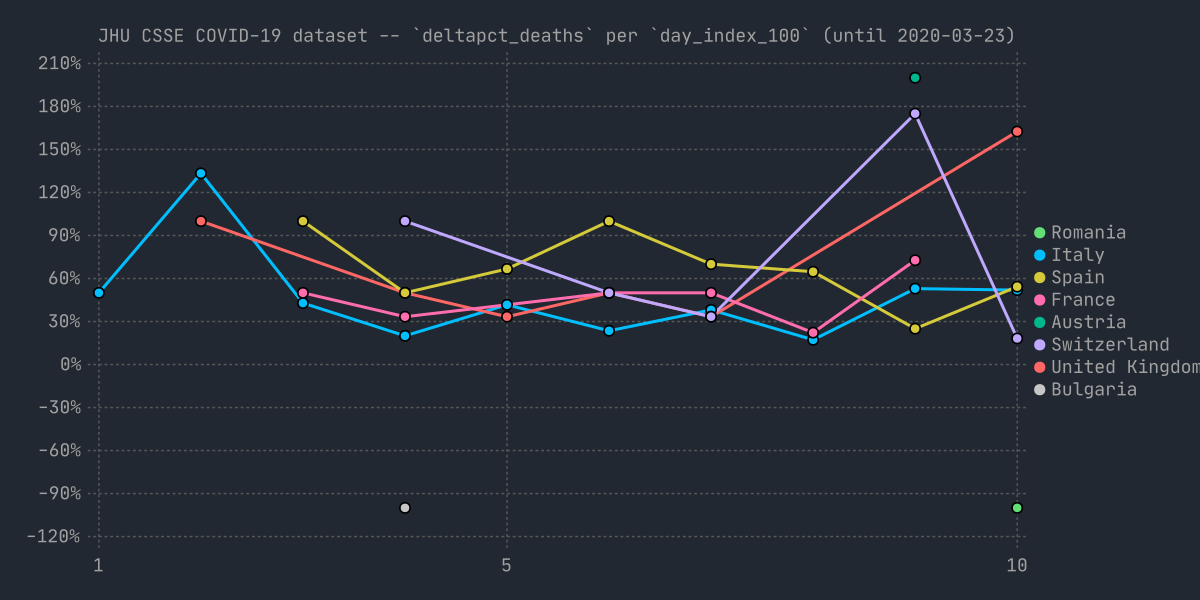 JHU CSSE COVID-19 dataset -- `deltapct_deaths` per `day_index_100` (until 2020-03-23)
210%
180%
150%
120%
90%
60%
30%
0%
-30%
-60%
-90%
-120%
1
5
10
Romania
Italy
Spain
France
Austria
Switzerland
United Kingdom
Bulgaria